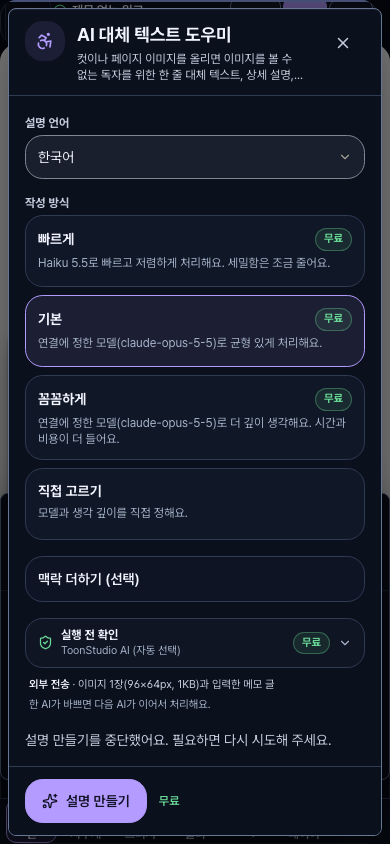 AI 대체 텍스트 도우미
컷이나 페이지 이미지를 올리면 이미지를 볼 수
없는 독자를 위한 한 줄 대체 텍스트, 상세 설명,...
설명 언어
한국어
작성 방식
빠르게
무료
Haiku 5.5로 빠르고 저렴하게 처리해요. 세밀함은 조금 줄어요.
기본
무료
연결에 정한 모델(claude-opus-5-5)로 균형 있게 처리해요.
꼼꼼하게
무료
연결에 정한 모델(claude-opus-5-5)로 더 깊이 생각해요. 시간과
비용이 더 들어요.
직접 고르기
모델과 생각 깊이를 직접 정해요.
맥락 더하기 (선택)
실행 전 확인
ToonStudio AI (자동 선택)
무료
외부 전송 · 이미지 1장(96×64px, 1KB)과 입력한 메모 글
한 AI가 바쁘면 다음 AI가 이어서 처리해요.
설명 만들기를 중단했어요. 필요하면 다시 시도해 주세요.
설명 만들기
무료